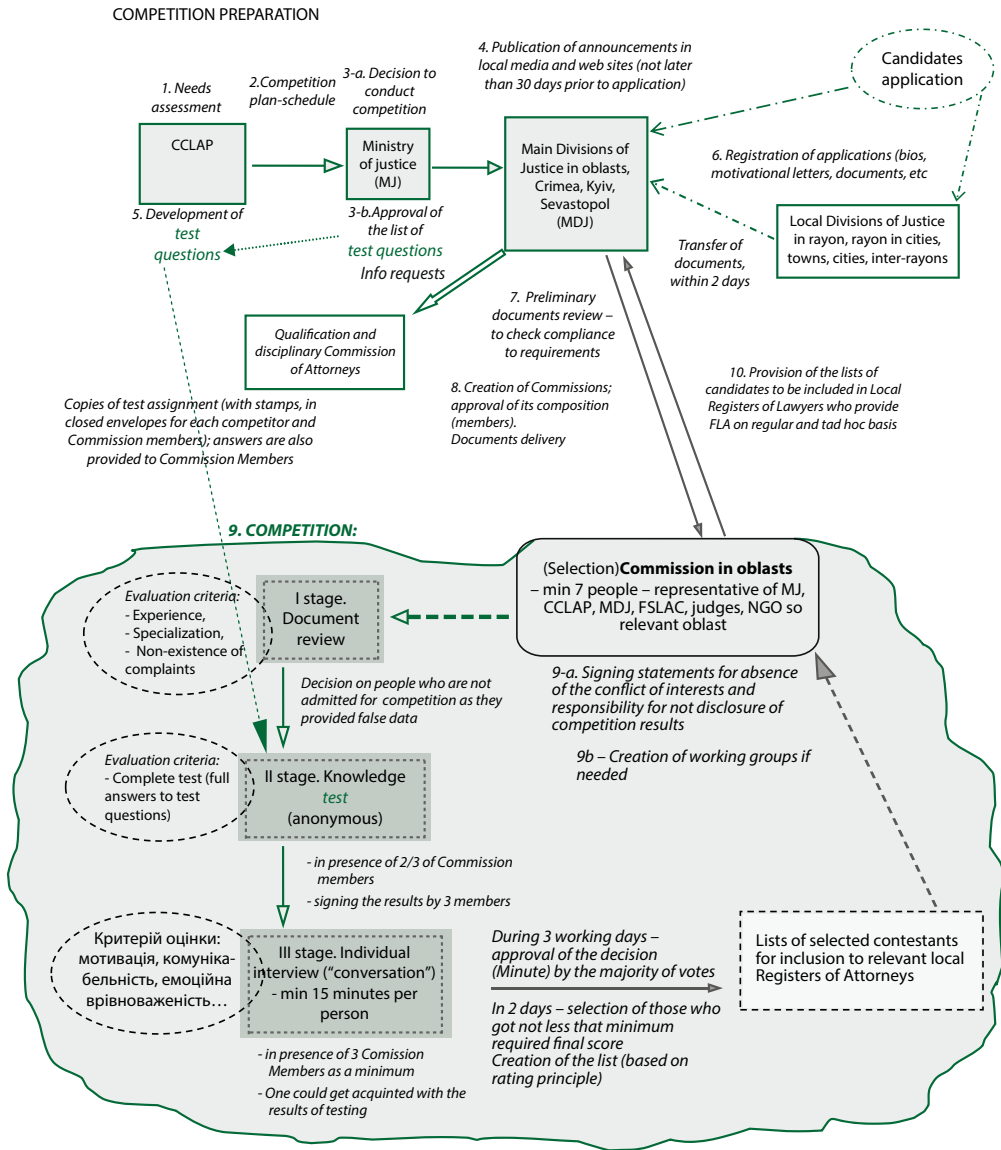 COMPETITION PREPARATION
1. Needs
assessment
2.Competition
plan-schedule
3-a. Decision to
conduct
competition
4. Publication of announcements in
local media and web sites (not later
than 30 days prior to application)
Candidates
application
CCLAP
Ministry
of justice
(MJ)
Main Divisions of
Justice in oblasts,
Crimea, Kyiv,
Sevastopol
(MDJ)
6. Registration of applications (bios,
motivational letters, documents, etc
5. Development of
test
questions
3-b.Approval of
the list of
test questions
Info requests
Local Divisions of Justice
in rayon, rayon in cities,
towns, cities, inter-rayons
Transfer of
documents,
within 2 days
Qualification and
disciplinary Commission
of Attorneys
7. Preliminary
documents review –
to check compliance
to requirements
8. Creation of Commissions;
approval of its composition
(members).
Documents delivery
10. Provision of the lists of
candidates to be included in Local
Registers of Lawyers who provide
FLA on regular and tad hoc basis
Copies of test assignment (with stamps, in
closed envelopes for each competitor and
Commission members); answers are also
provided to Commission Members
9. COMPETITION:
(Selection)Commission in oblasts
– min 7 people – representative of MJ,
CCLAP, MDJ, FSLAC, judges, NGO so
relevant oblast
Evaluation criteria:
- Experience,
- Specialization,
- Non-existence of
complaints
I stage.
Document
review
Decision on people who are not
admitted for competition as they
provided false data
9-a. Signing statements for absence
of the conflict of interests and
responsibility for not disclosure of
competition results
9b – Creation of working groups if
needed
Evaluation criteria:
- Complete test (full
answers to test
questions)
II stage. Knowledge
test
(anonymous)
- in presence of 2/3 of Commission
members
- signing the results by 3 members
Критерій оцінки:
мотивація, комуніка-
бельність, емоційна
врівноваженість…
III stage. Individual
interview (“conversation”)
- min 15 minutes per
person
During 3 working days –
approval of the decision
(Minute) by the majority of votes
In 2 days – selection of those who
got not less that minimum
required final score
Creation of the list (based on
rating principle)
Lists of selected contestants
for inclusion to relevant local
Registers of Attorneys
- in presence of 3 Comission
Members as a minimum
- One could get acquinted with the
results of testing